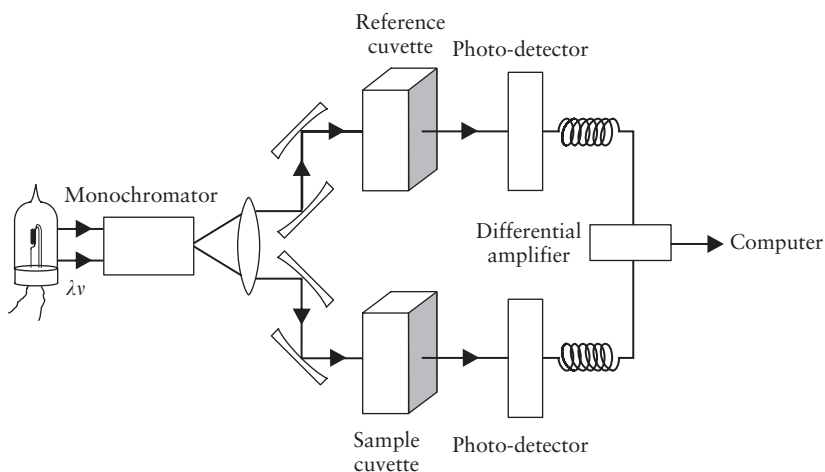 Reference
cuvette
Photo-detector
Monochromator
λν
Differential
amplifier
Computer
Sample
cuvette
Photo-detector